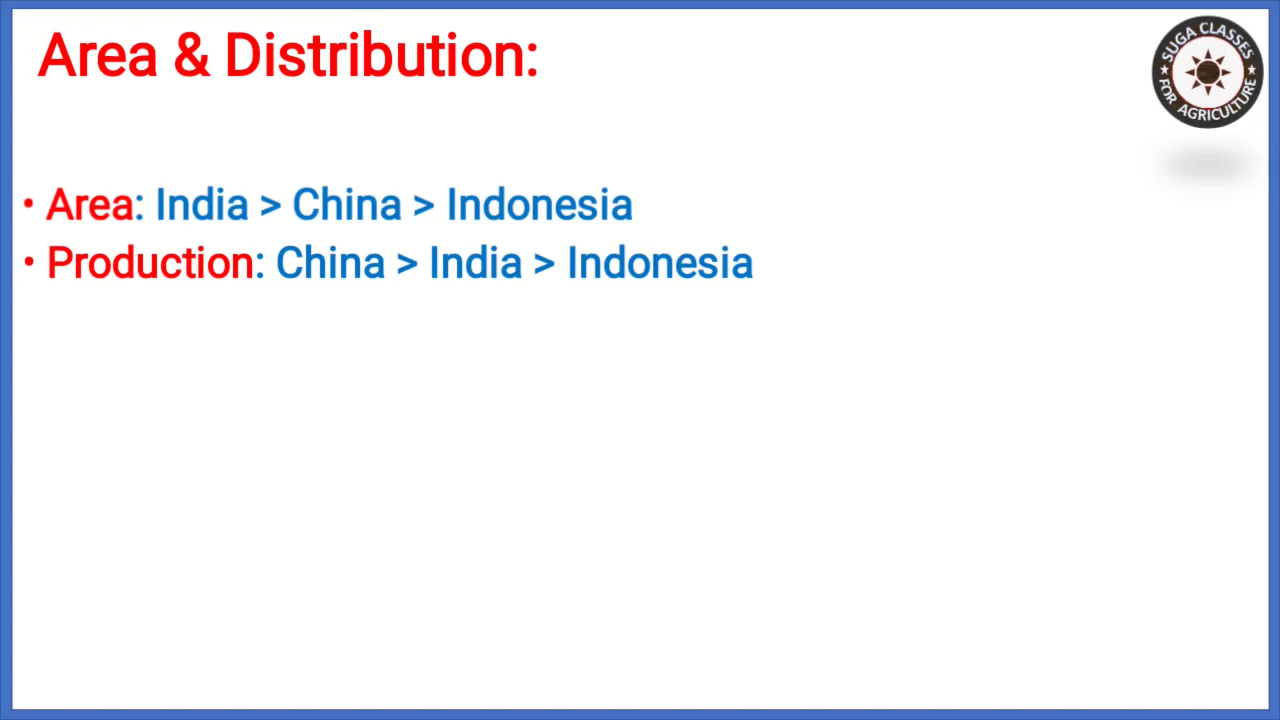 Area & Distribution:
SUGA CLASSES
FOR AGRICULTURE
• Area: India > China > Indonesia
• Production: China > India > Indonesia